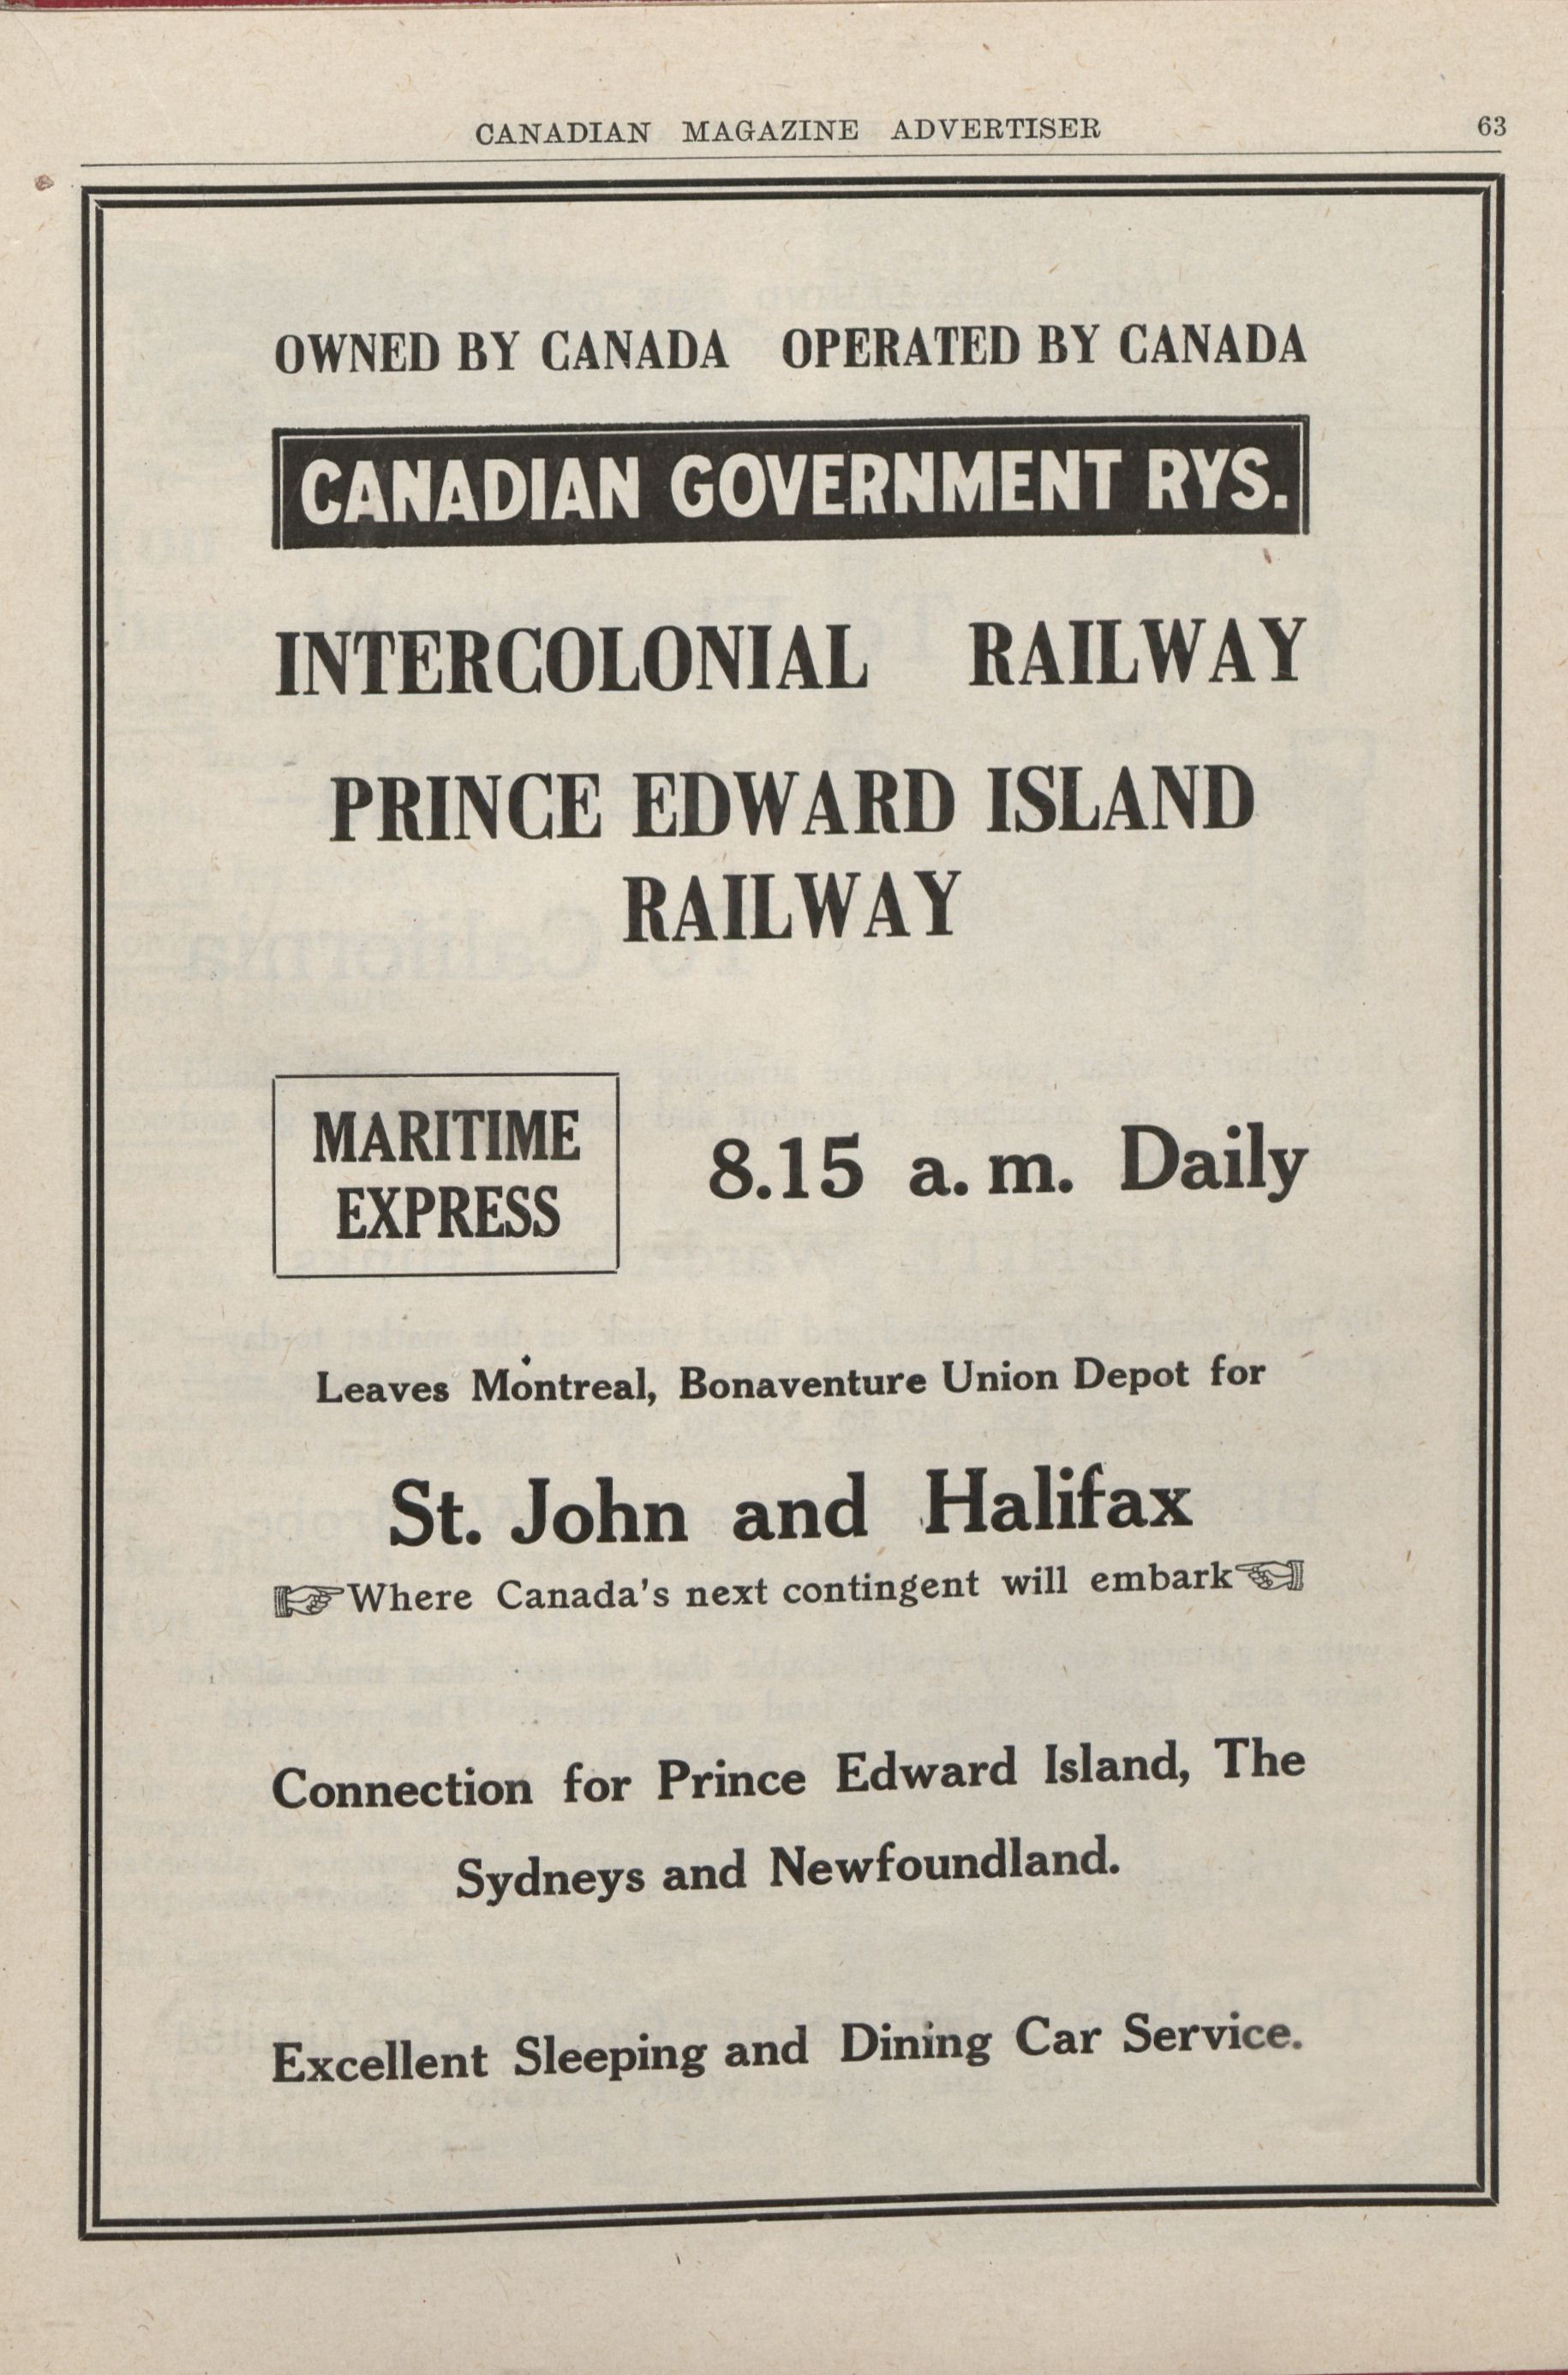 CANADIAN MAGAZINE ADVERTISER 63
OWNED BY CANADA OPERATED BY CANADA
CANADIAN GOVERNMENT RYS.
INTERCOLONIAL RAILWAY
PRINCE EDWARD ISLAND
RAILWAY
MARITIME
EXPRESS
8.15 a. m. Daily
Leaves Montreal, Bonaventure Union Depot for
St. John and Halifax
Where Canada's next contingent will embark
Connection for Prince Edward Island, The
Sydneys and Newfoundland.
Excellent Sleeping and Dining Car Service.